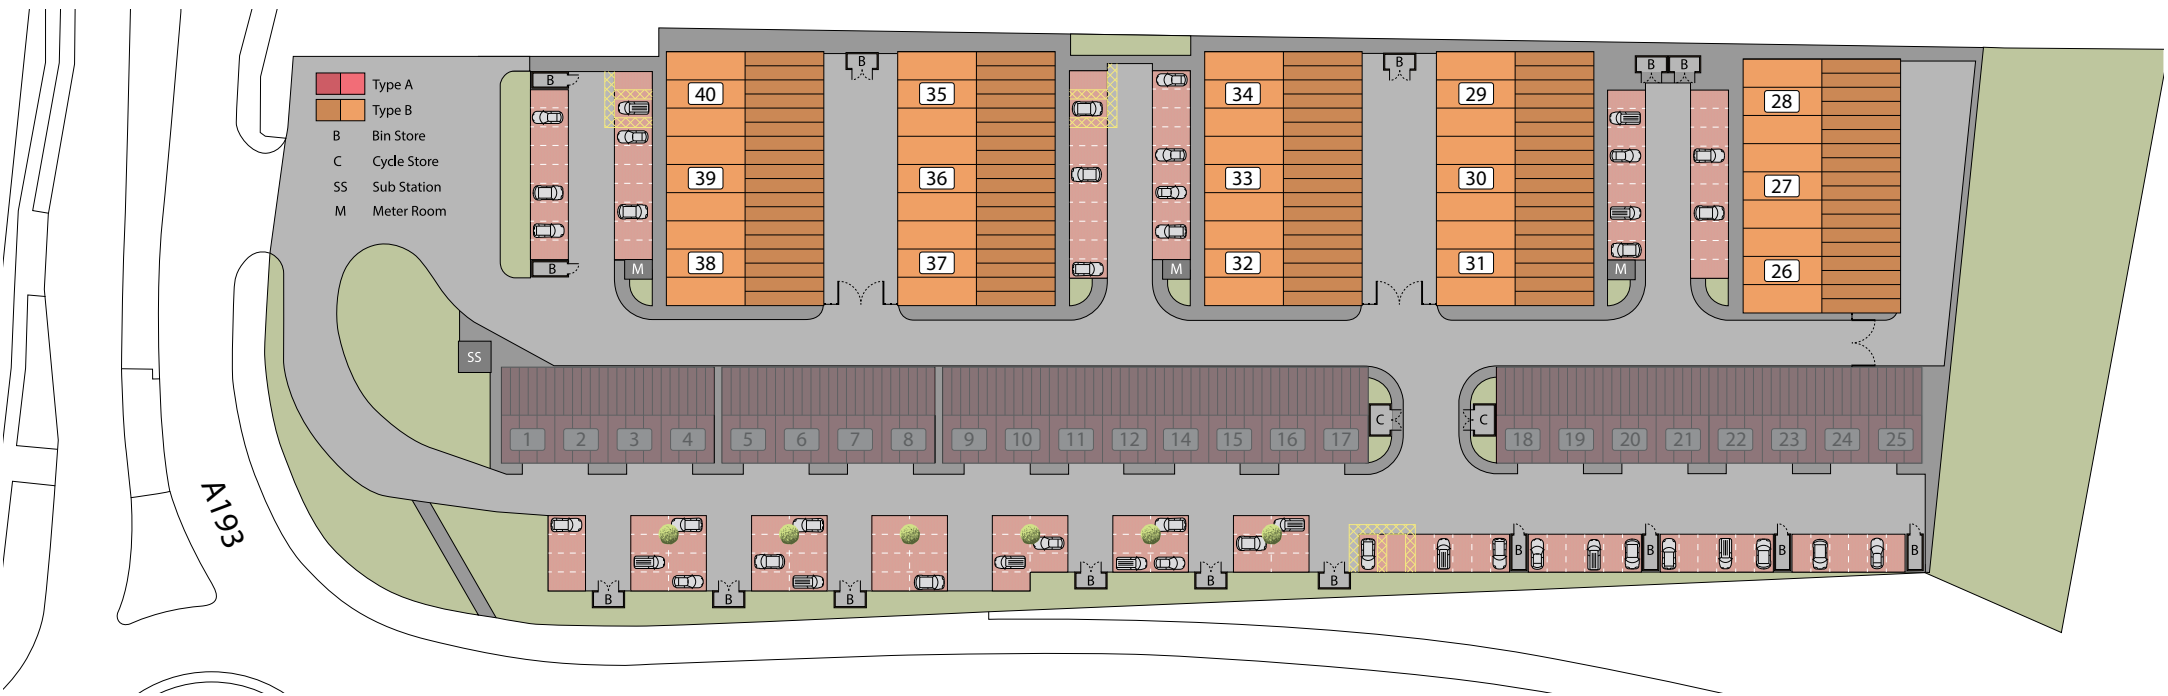 Type A
Type B
B Bin Store
C Cycle Store
SS Sub Station
M Meter Room
B
B
B
B
B B
40 35 34 29 28
39 36 33 30 27
38 37 32 31 26
B
M
M
M
SS
C
C
1 2 3 4 5 6 7 8 9 10 11 12 14 15 16 17 18 19 20 21 22 23 24 25
A193
B B B B
B B B
B B B